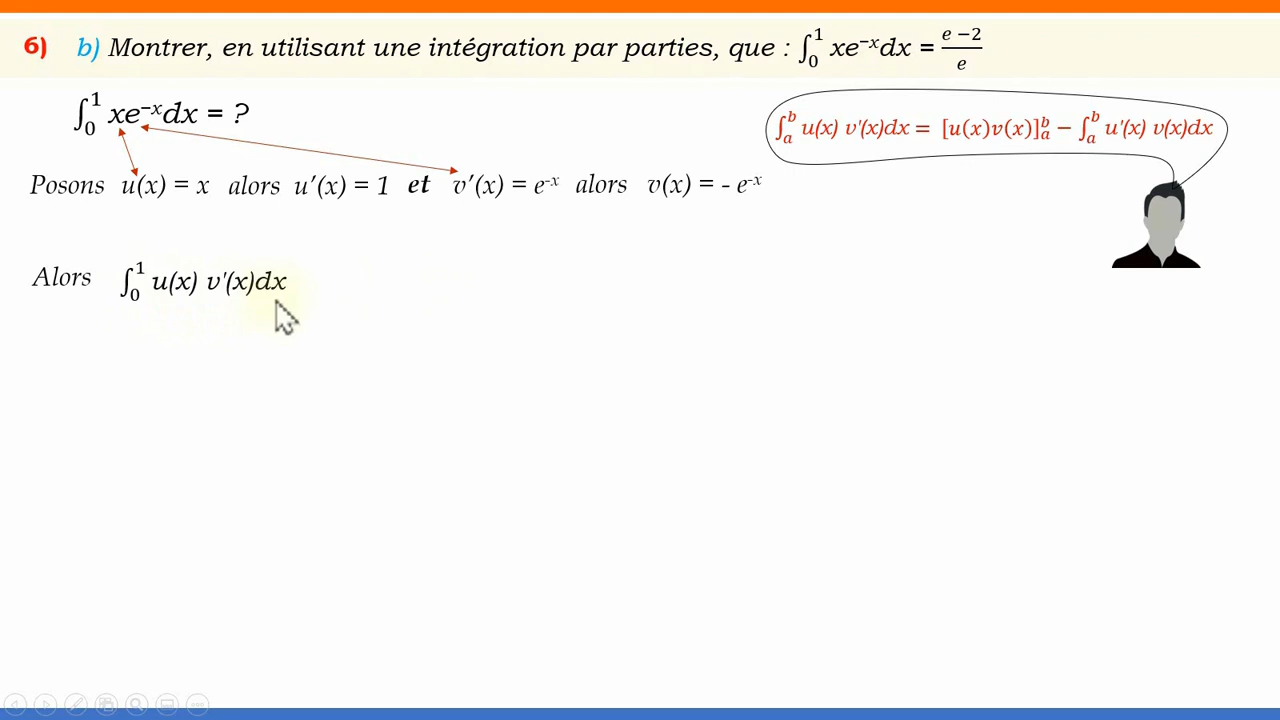 6) b) Montrer, en utilisant une intégration par parties, que : ∫₀¹ xe⁻ˣdx = (e −2)/e
∫₀¹ xe⁻ˣdx = ?
∫ₐᵇ u(x) v'(x)dx = [u(x)v(x)]ₐᵇ − ∫ₐᵇ u'(x) v(x)dx
Posons u(x) = x alors u'(x) = 1 et v'(x) = e⁻ˣ alors v(x) = - e⁻ˣ
Alors ∫₀¹ u(x) v'(x)dx